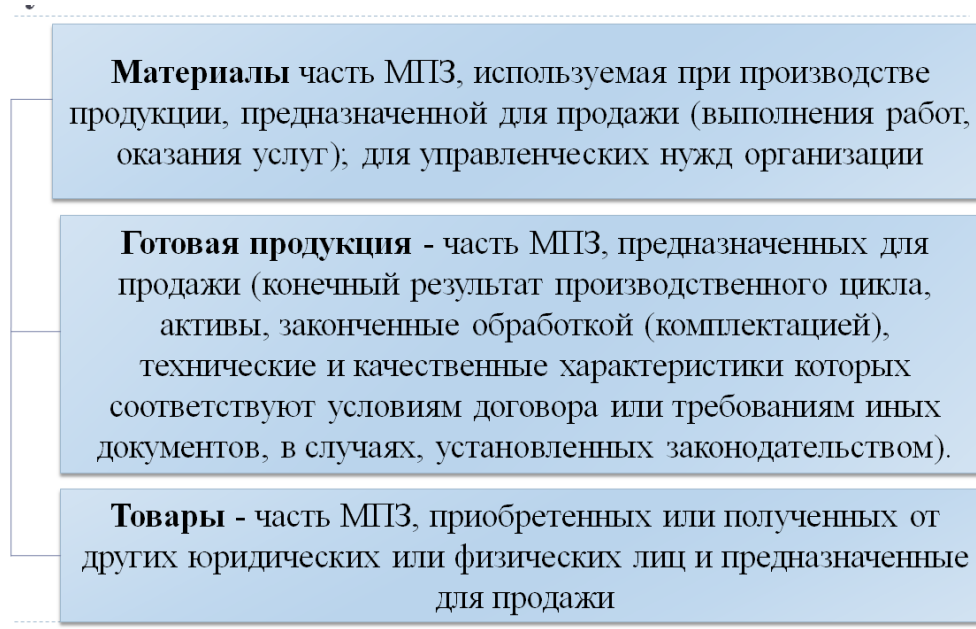 Материалы часть МПЗ, используемая при производстве
продукции, предназначенной для продажи (выполнения работ,
оказания услуг); для управленческих нужд организации
Готовая продукция - часть МПЗ, предназначенных для
продажи (конечный результат производственного цикла,
активы, законченные обработкой (комплектацией),
технические и качественные характеристики которых
соответствуют условиям договора или требованиям иных
документов, в случаях, установленных законодательством).
Товары - часть МПЗ, приобретенных или полученных от
других юридических или физических лиц и предназначенные
для продажи